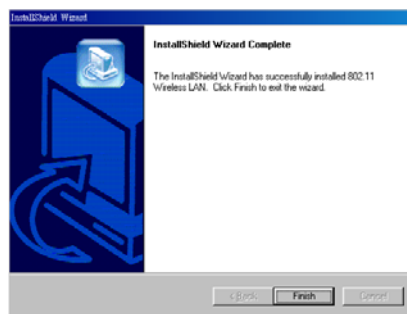 InstallShield Wizard
InstallShield Wizard Complete
The InstallShield Wizard has successfully installed 802.11
Wireless LAN. Click Finish to exit the wizard.
< Back
Finish
Cancel